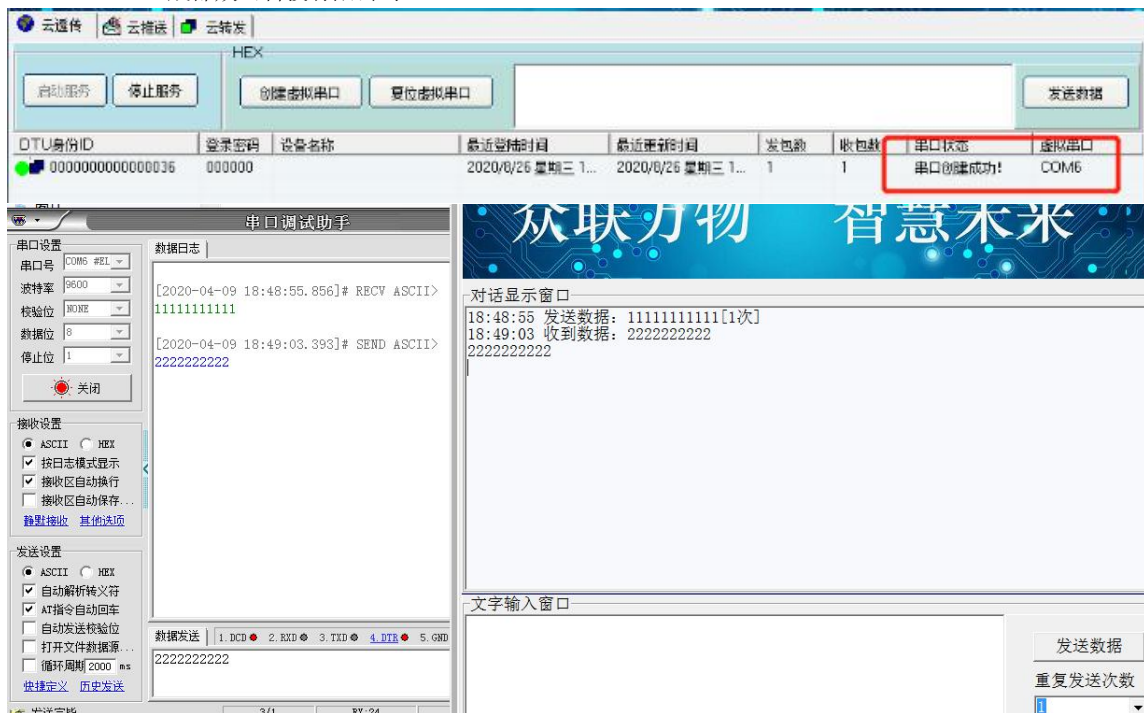 云透传 云推送 云转发
HEX
启动服务 停止服务 创建虚拟串口 复位虚拟串口 发送数据
DTU身份ID 登录密码 设备名称 最近登陆时间 最近更新时间 发包数 收包数 串口状态 虚拟串口
0000000000000036 000000 2020/8/26 星期三 1... 2020/8/26 星期三 1... 1 1 串口创建成功! COM6
串口调试助手
串口设置
串口号 COM6 #EL
波特率 9600
校验位 NONE
数据位 8
停止位 1
关闭
接收设置
ASCII HEX
按日志模式显示
接收区自动换行
接收区自动保存...
静默接收 其他选项
发送设置
ASCII HEX
自动解析转义符
AT指令自动回车
自动发送校验位
打开文件数据源...
循环周期 2000 ms
快捷定义 历史发送
数据日志
[2020-04-09 18:48:55.856]# RECV ASCII>
11111111111
[2020-04-09 18:49:03.393]# SEND ASCII>
2222222222
数据发送 1.DCD 2.RXD 3.TXD 4.DTR 5.GND
2222222222
发送完毕 3/1 RX:24
众联万物 智慧未来
对话显示窗口
18:48:55 发送数据：11111111111[1次]
18:49:03 收到数据：2222222222
2222222222
文字输入窗口
发送数据
重复发送次数
1